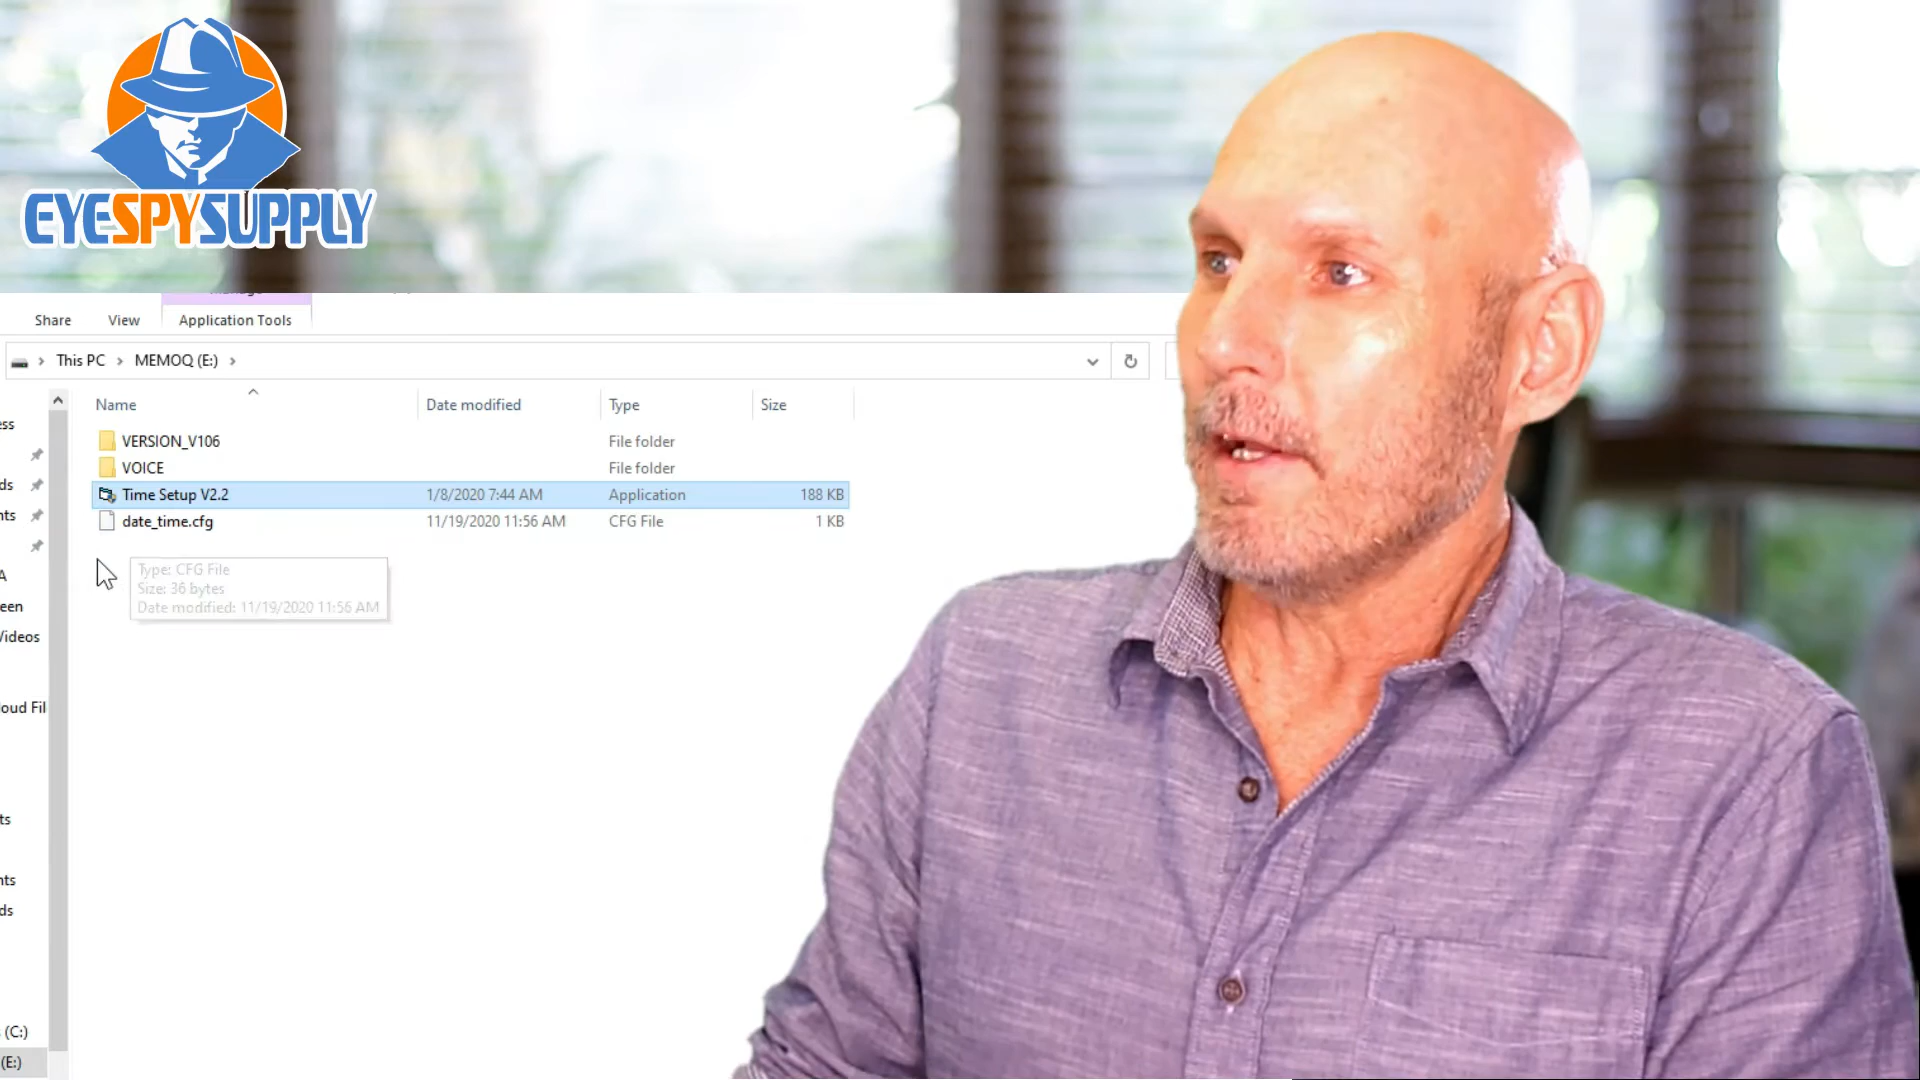 EYESPYSUPPLY
Share View Application Tools
This PC MEMOQ (E:)
Name Date modified Type Size
VERSION_V106 File folder
VOICE File folder
Time Setup V2.2 1/8/2020 7:44 AM Application 188 KB
date_time.cfg 11/19/2020 11:56 AM CFG File 1 KB
Type: CFG File
Size: 36 bytes
Date modified: 11/19/2020 11:56 AM
ess
ds
nts
A
een
Videos
oud Fil
ts
nts
ds
(C:)
(E:)